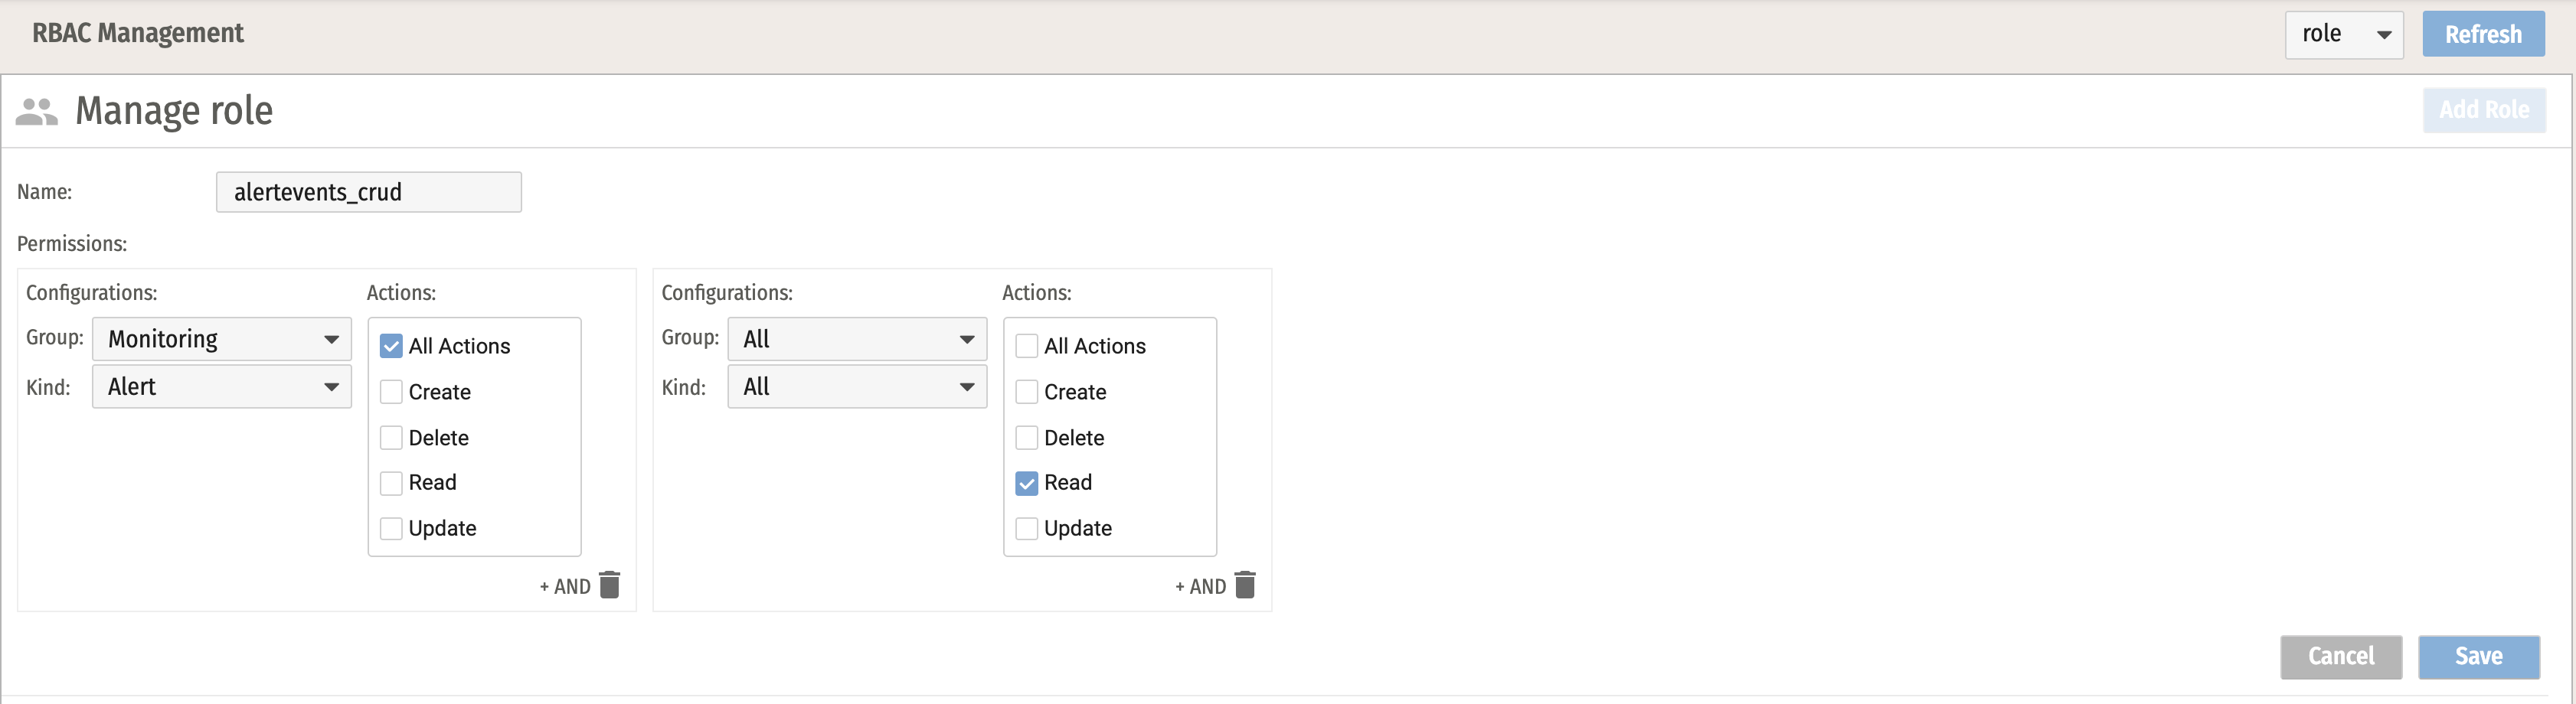 RBAC Management
role
Refresh
Manage role
Add Role
Name:
alertevents_crud
Permissions:
Configurations:
Actions:
Group:
Monitoring
Kind:
Alert
All Actions
Create
Delete
Read
Update
+ AND
Configurations:
Actions:
Group:
All
Kind:
All
All Actions
Create
Delete
Read
Update
+ AND
Cancel
Save